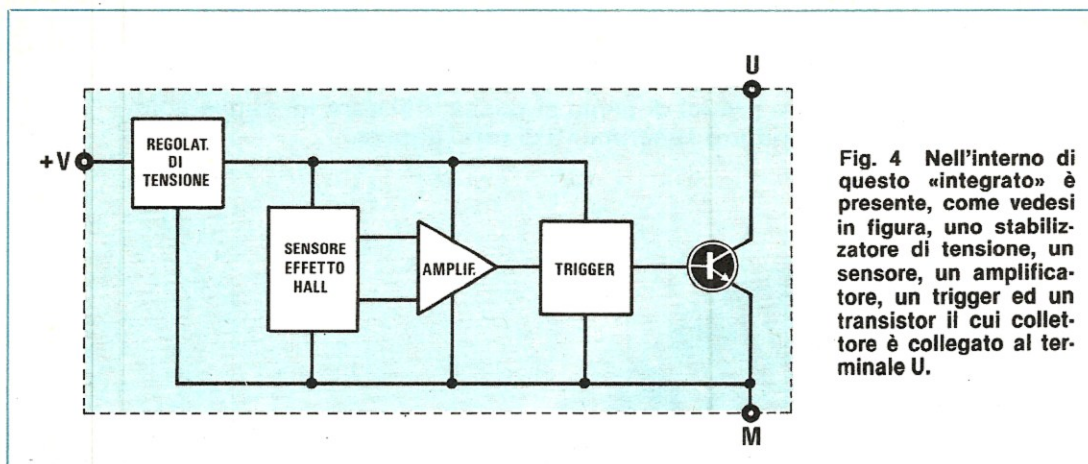 U
+V
REGOLAT.
DI
TENSIONE
SENSORE
EFFETTO
HALL
AMPLIF.
TRIGGER
M
Fig. 4 Nell'interno di
questo «integrato» è
presente, come vedesi
in figura, uno stabiliz-
zatore di tensione, un
sensore, un amplifica-
tore, un trigger ed un
transistor il cui collet-
tore è collegato al ter-
minale U.